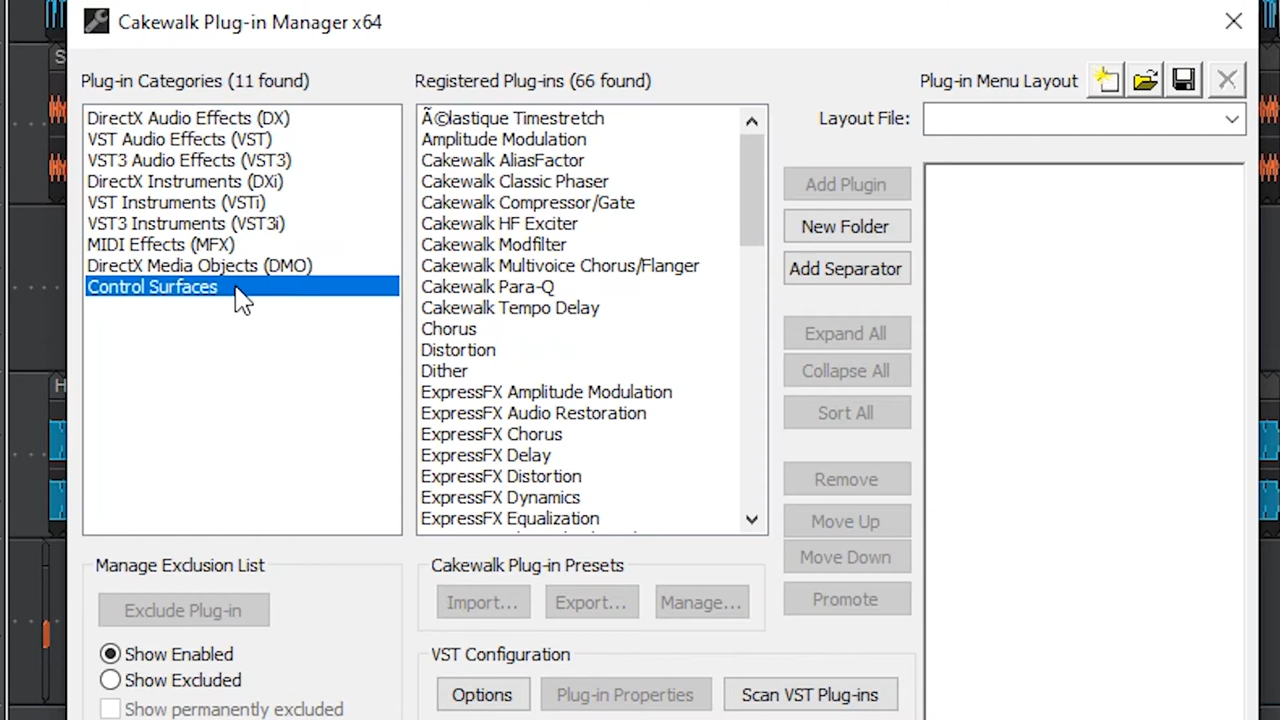 Cakewalk Plug-in Manager x64
Plug-in Categories (11 found)
Registered Plug-ins (66 found)
Plug-in Menu Layout
DirectX Audio Effects (DX)
VST Audio Effects (VST)
VST3 Audio Effects (VST3)
DirectX Instruments (DXi)
VST Instruments (VSTi)
VST3 Instruments (VST3i)
MIDI Effects (MFX)
DirectX Media Objects (DMO)
Control Surfaces
Ã©lastique Timestretch
Amplitude Modulation
Cakewalk AliasFactor
Cakewalk Classic Phaser
Cakewalk Compressor/Gate
Cakewalk HF Exciter
Cakewalk Modfilter
Cakewalk Multivoice Chorus/Flanger
Cakewalk Para-Q
Cakewalk Tempo Delay
Chorus
Distortion
Dither
ExpressFX Amplitude Modulation
ExpressFX Audio Restoration
ExpressFX Chorus
ExpressFX Delay
ExpressFX Distortion
ExpressFX Dynamics
ExpressFX Equalization
Layout File:
Add Plugin
New Folder
Add Separator
Expand All
Collapse All
Sort All
Remove
Move Up
Move Down
Promote
Manage Exclusion List
Exclude Plug-in
Show Enabled
Show Excluded
Show permanently excluded
Cakewalk Plug-in Presets
Import...
Export...
Manage...
VST Configuration
Options
Plug-in Properties
Scan VST Plug-ins
S
H